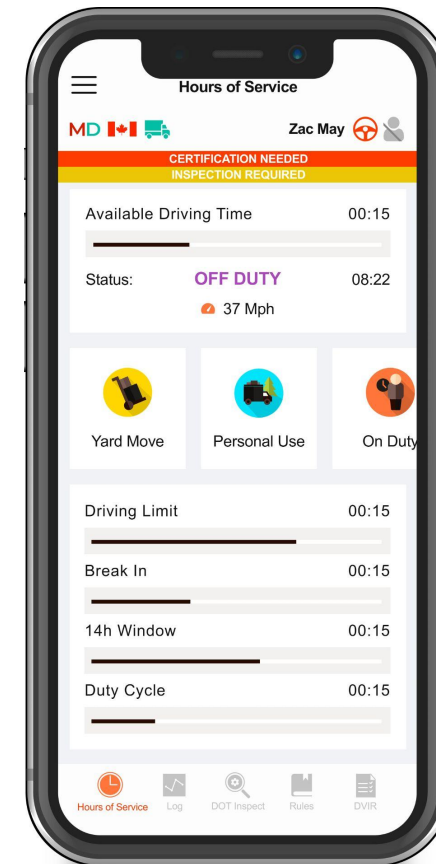 Hours of Service
MD Zac May
CERTIFICATION NEEDED
INSPECTION REQUIRED
Available Driving Time 00:15
Status: OFF DUTY 08:22
37 Mph
Yard Move Personal Use On Duty
Driving Limit 00:15
Break In 00:15
14h Window 00:15
Duty Cycle 00:15
Hours of Service Log DOT Inspect Rules DVIR